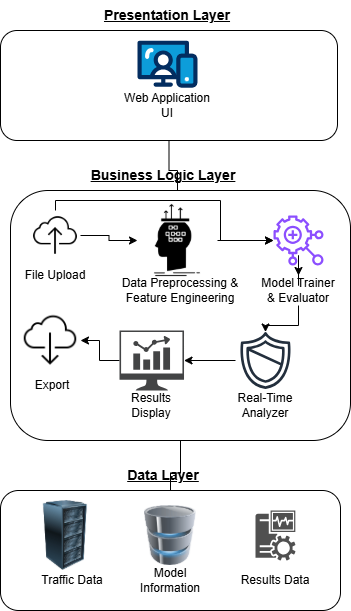 Presentation Layer
Web Application
UI
Business Logic Layer
File Upload
Data Preprocessing &
Feature Engineering
Model Trainer
& Evaluator
Export
Results
Display
Real-Time
Analyzer
Data Layer
Traffic Data
Model
Information
Results Data